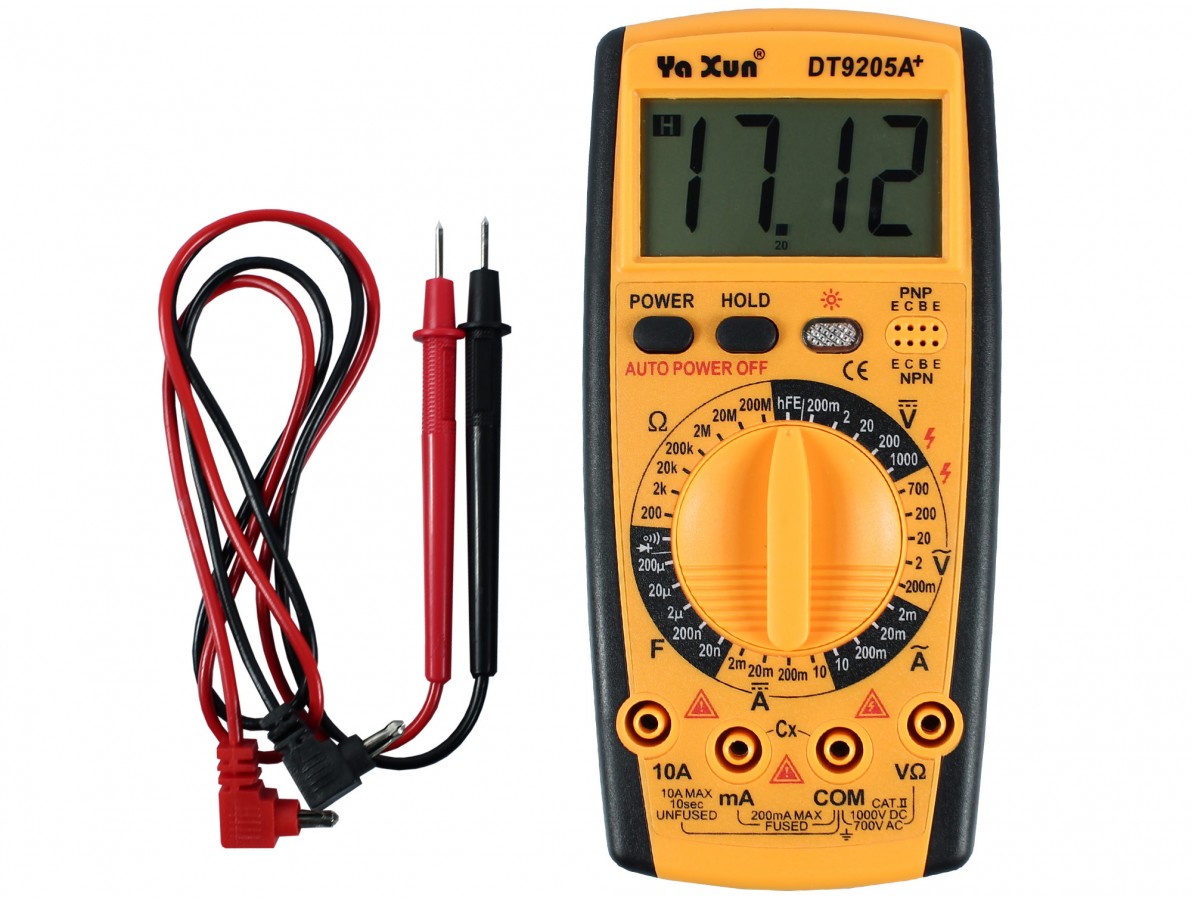 Ya Xun® DT9205A+
H
17.12
20
POWER HOLD
AUTO POWER OFF
CE
PNP
E C B E
E C B E
NPN
hFE 200m 2 20 200 1000
V
700 200 20 2 200m
V
2m 20m 200m 10
A
10 200m 20m 2m
A
20n 200n 2µ 20µ 200µ
F
200 2k 20k 200k 2M 20M 200M
Ω
Cx
10A mA COM VΩ
10A MAX
10sec
UNFUSED
200mA MAX
FUSED
CAT.II
1000V DC
700V AC